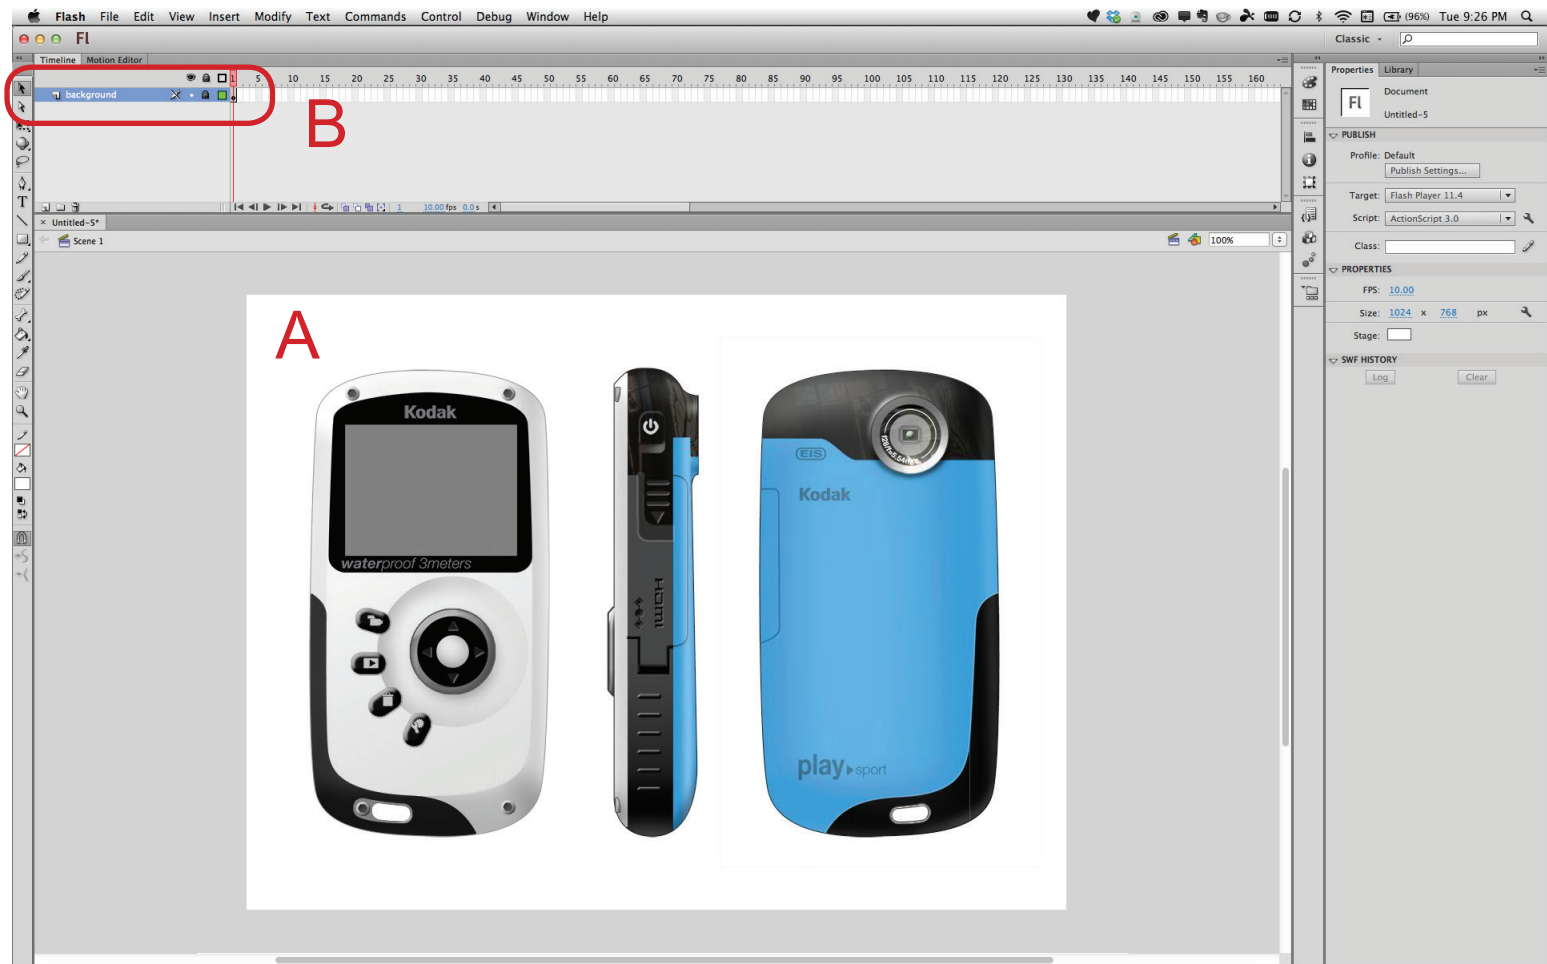 Flash File Edit View Insert Modify Text Commands Control Debug Window Help
(96%) Tue 9:26 PM
Fl
Classic
Timeline Motion Editor
1 5 10 15 20 25 30 35 40 45 50 55 60 65 70 75 80 85 90 95 100 105 110 115 120 125 130 135 140 145 150 155 160
background
B
1 10.00 fps 0.0 s
Untitled-5*
Scene 1
100%
A
Kodak
waterproof 3meters
HDMI
EIS
Kodak
play sport
Properties Library
Fl
Document
Untitled-5
PUBLISH
Profile: Default
Publish Settings...
Target: Flash Player 11.4
Script: ActionScript 3.0
Class:
PROPERTIES
FPS: 10.00
Size: 1024 x 768 px
Stage:
SWF HISTORY
Log Clear